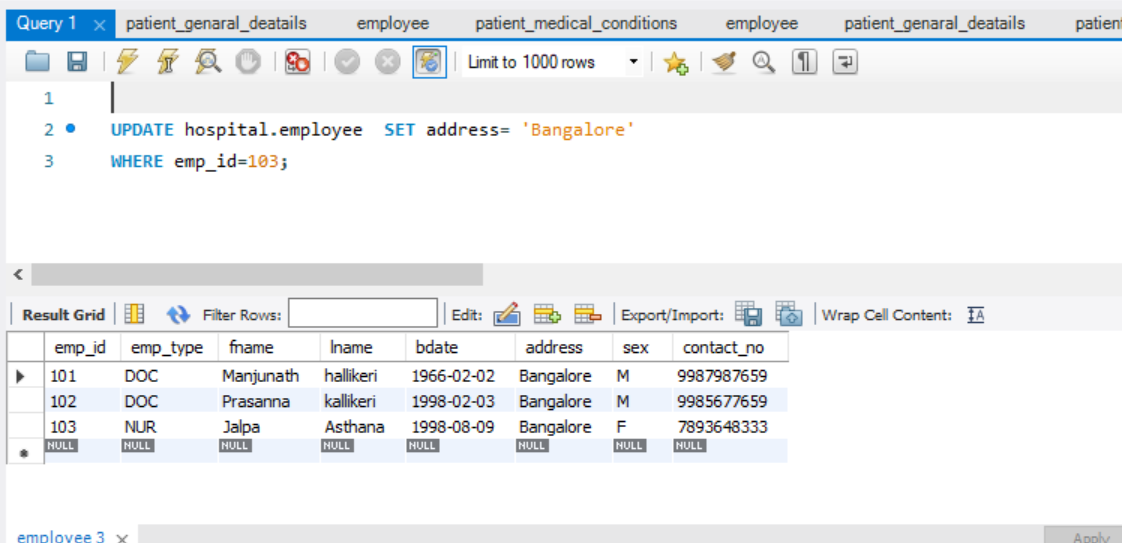 Query 1 patient_genaral_deatails employee patient_medical_conditions employee patient_genaral_deatails patien
Limit to 1000 rows
1
2 UPDATE hospital.employee SET address= 'Bangalore'
3 WHERE emp_id=103;
Result Grid Filter Rows: Edit: Export/Import: Wrap Cell Content: IA
emp_id emp_type fname lname bdate address sex contact_no
101 DOC Manjunath hallikeri 1966-02-02 Bangalore M 9987987659
102 DOC Prasanna kallikeri 1998-02-03 Bangalore M 9985677659
103 NUR Jalpa Asthana 1998-08-09 Bangalore F 7893648333
NULL NULL NULL NULL NULL NULL NULL NULL
employee 3 Apply